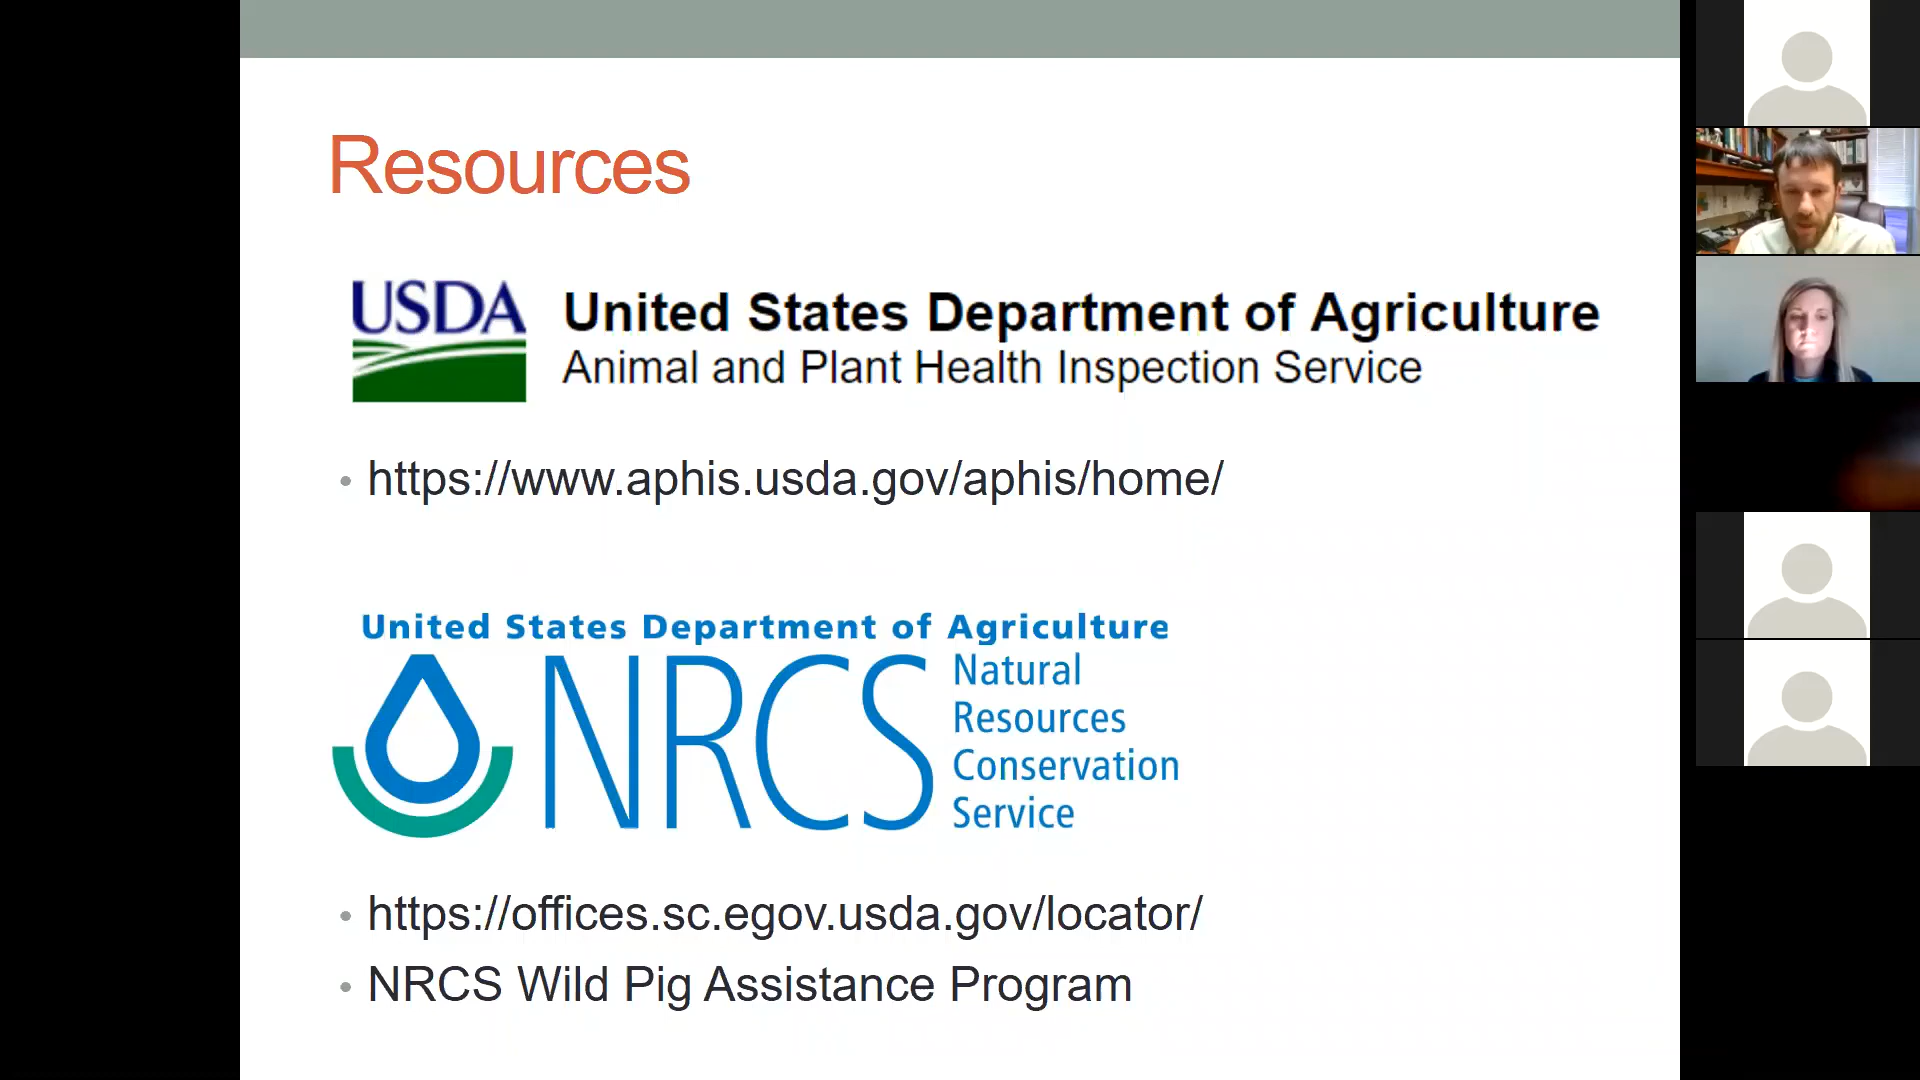 Resources
USDA
United States Department of Agriculture
Animal and Plant Health Inspection Service
https://www.aphis.usda.gov/aphis/home/
United States Department of Agriculture
NRCS
Natural
Resources
Conservation
Service
https://offices.sc.egov.usda.gov/locator/
NRCS Wild Pig Assistance Program